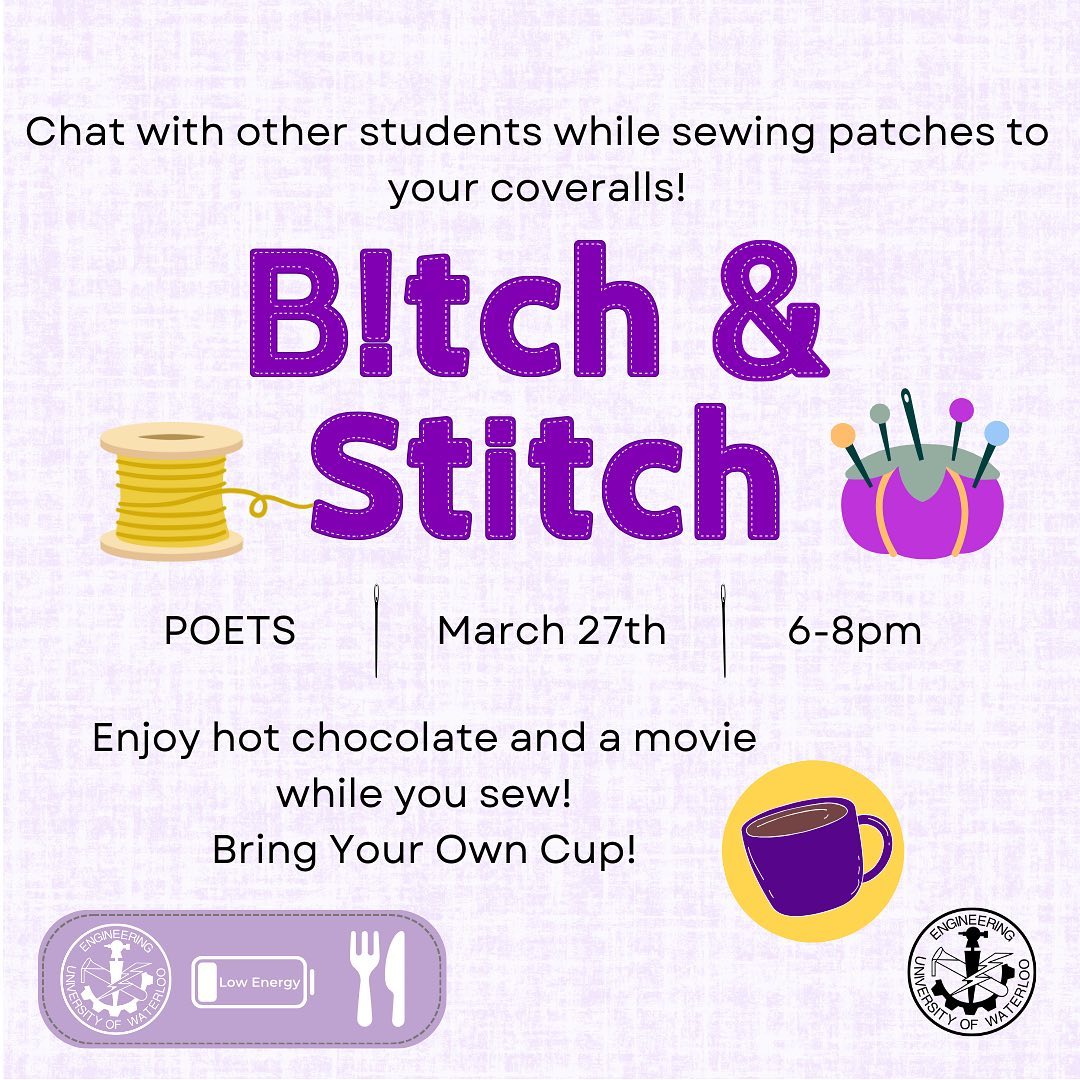 Chat with other students while sewing patches to
your coveralls!
B!tch &
Stitch
POETS
March 27th
6-8pm
Enjoy hot chocolate and a movie
while you sew!
Bring Your Own Cup!
ENGINEERING
UNIVERSITY OF WATERLOO
Low Energy
ENGINEERING
UNIVERSITY OF WATERLOO